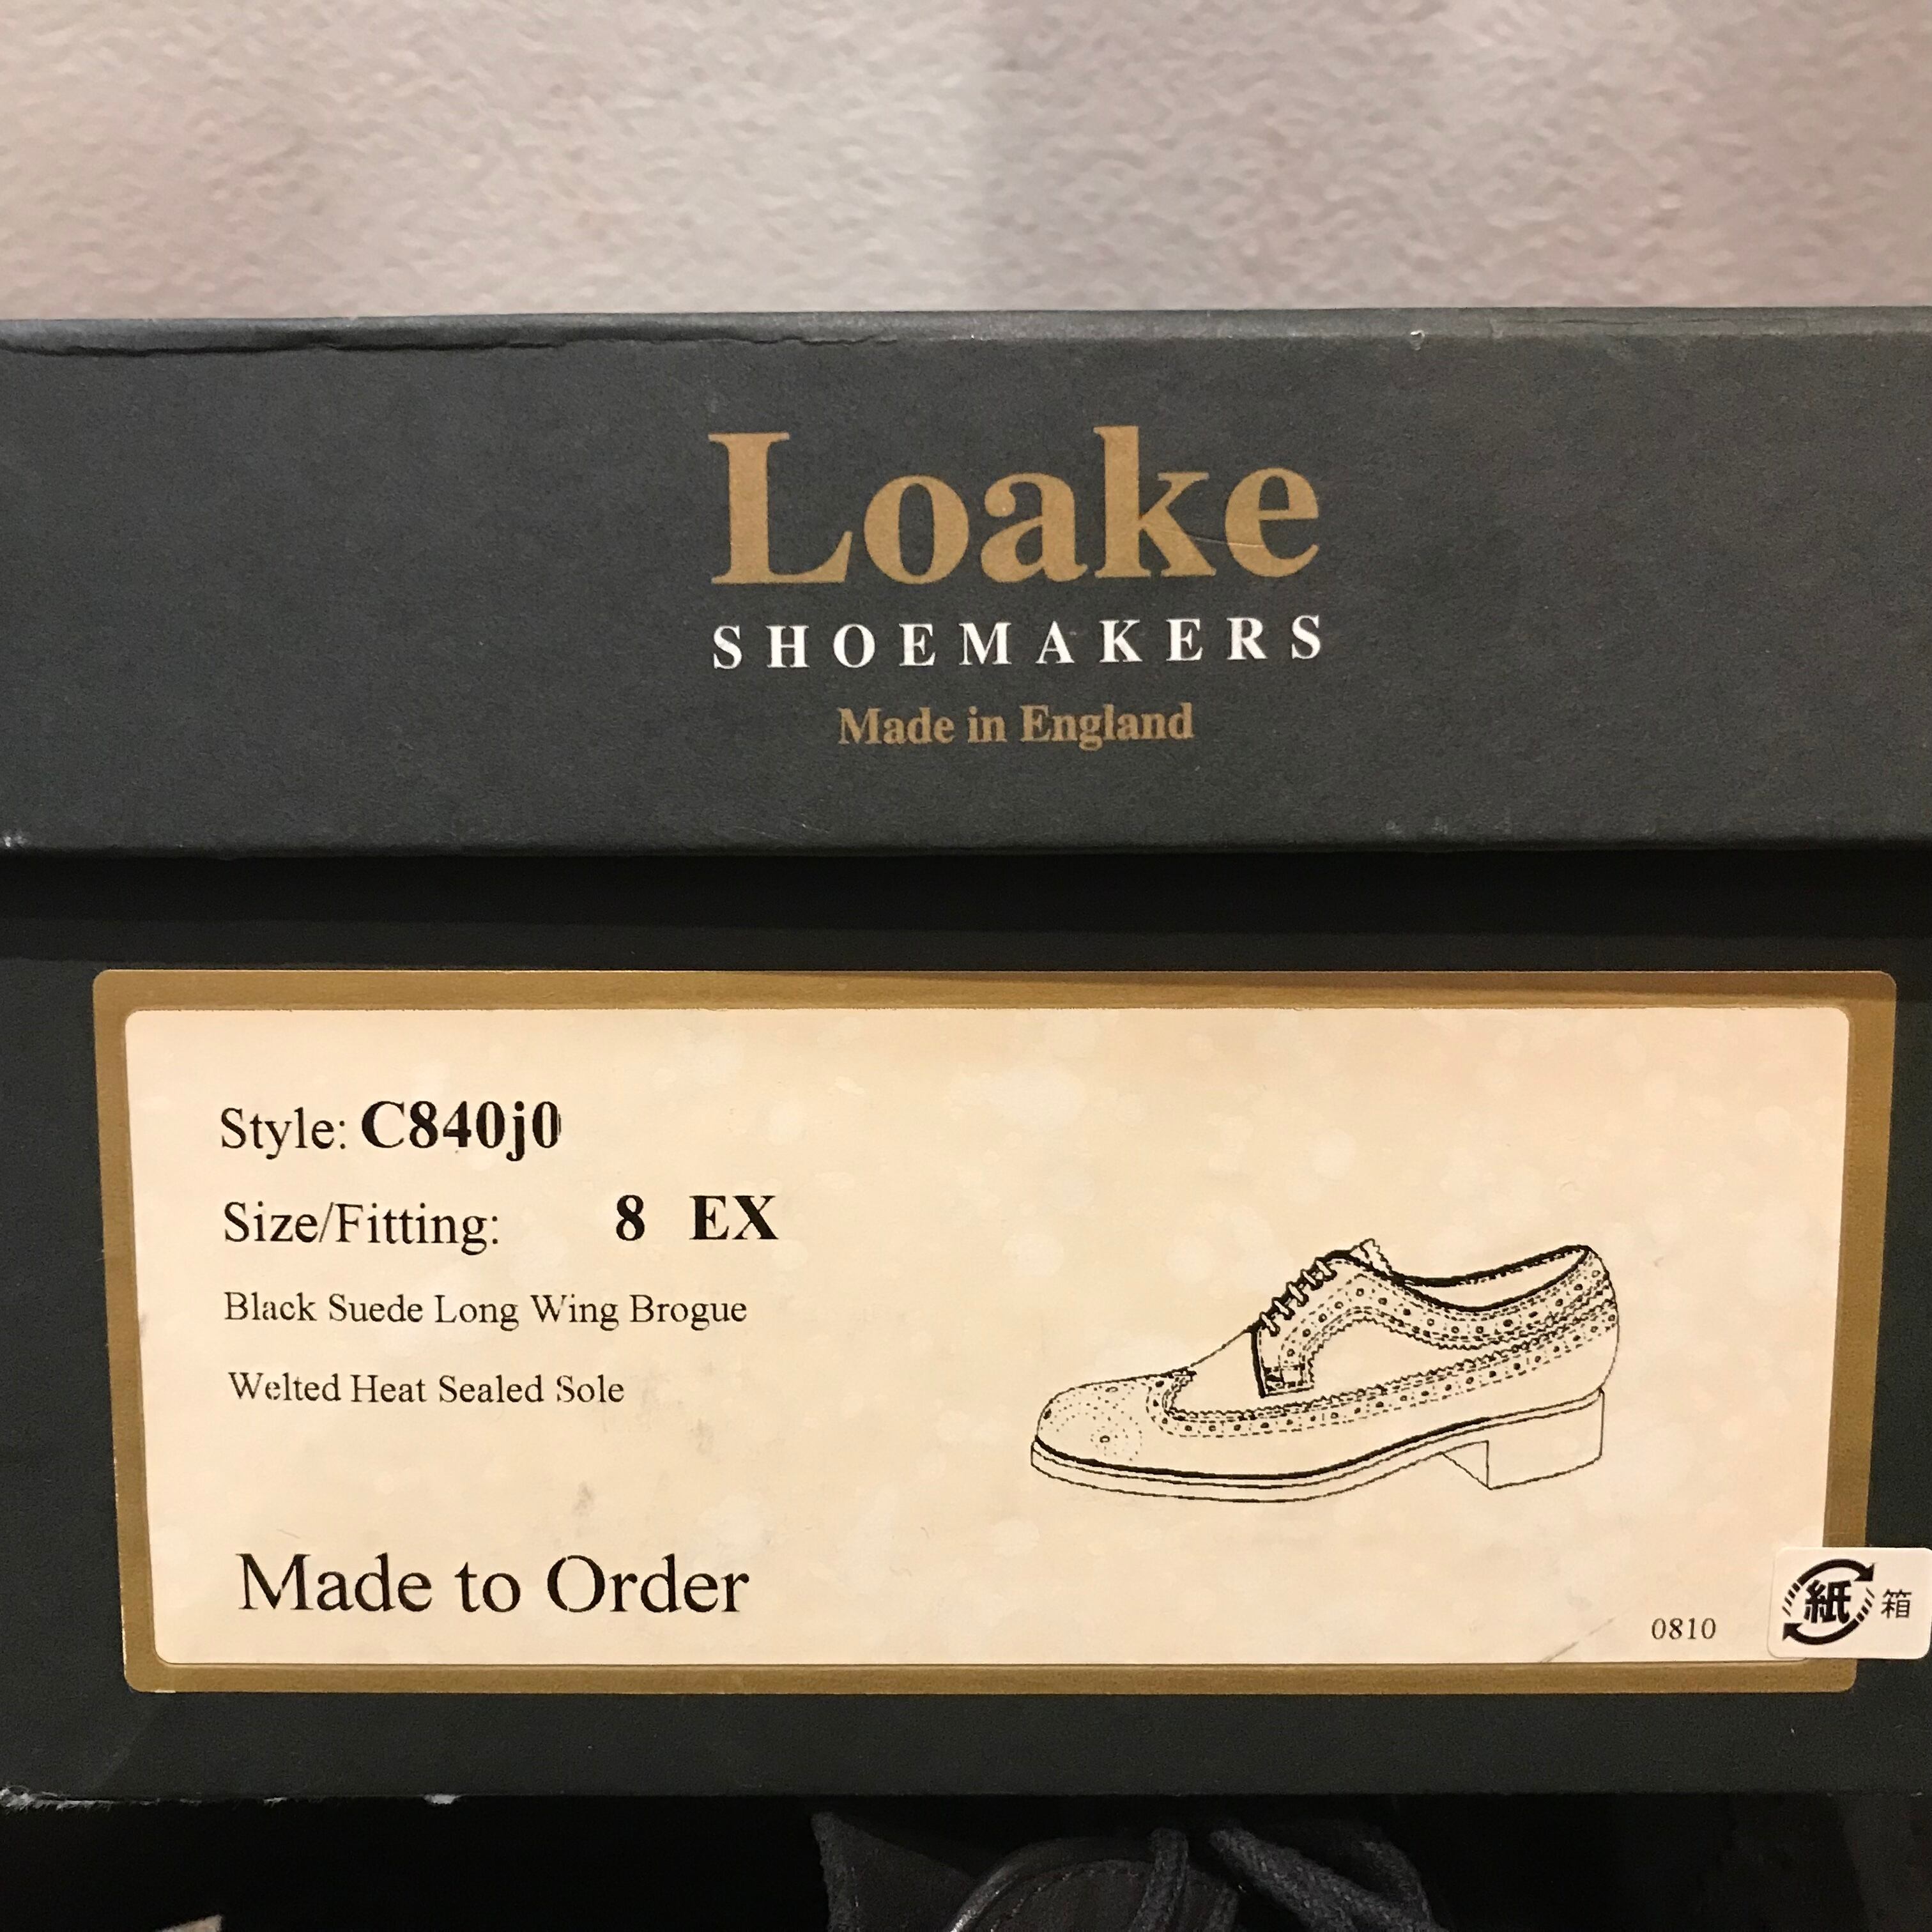 Loake
SHOEMAKERS
Made in England
Style: C840j0
Size/Fitting: 8 EX
Black Suede Long Wing Brogue
Welted Heat Sealed Sole
Made to Order
0810
紙 箱